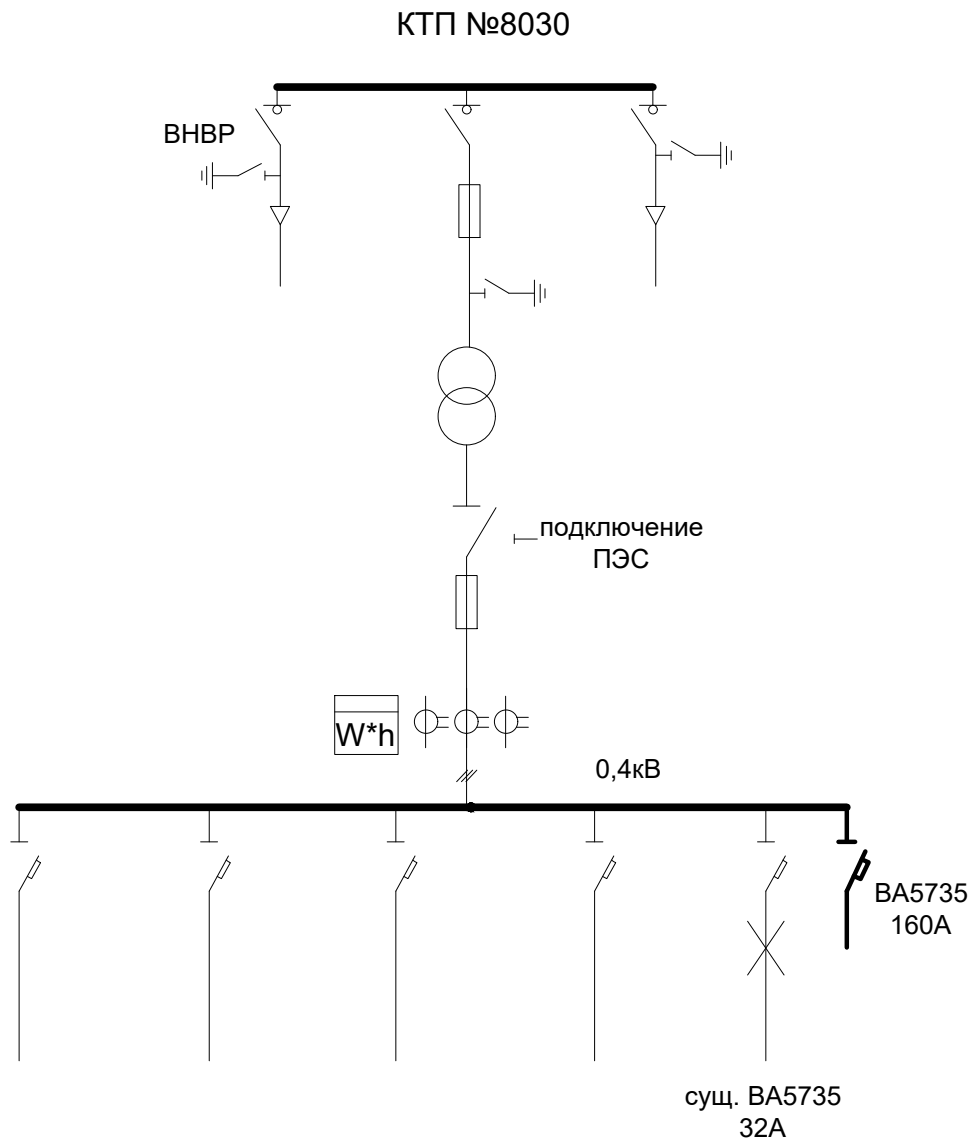 КТП №8030
ВНВР
подключение
ПЭС
W*h
0,4кВ
ВА5735
160А
сущ. ВА5735
32А